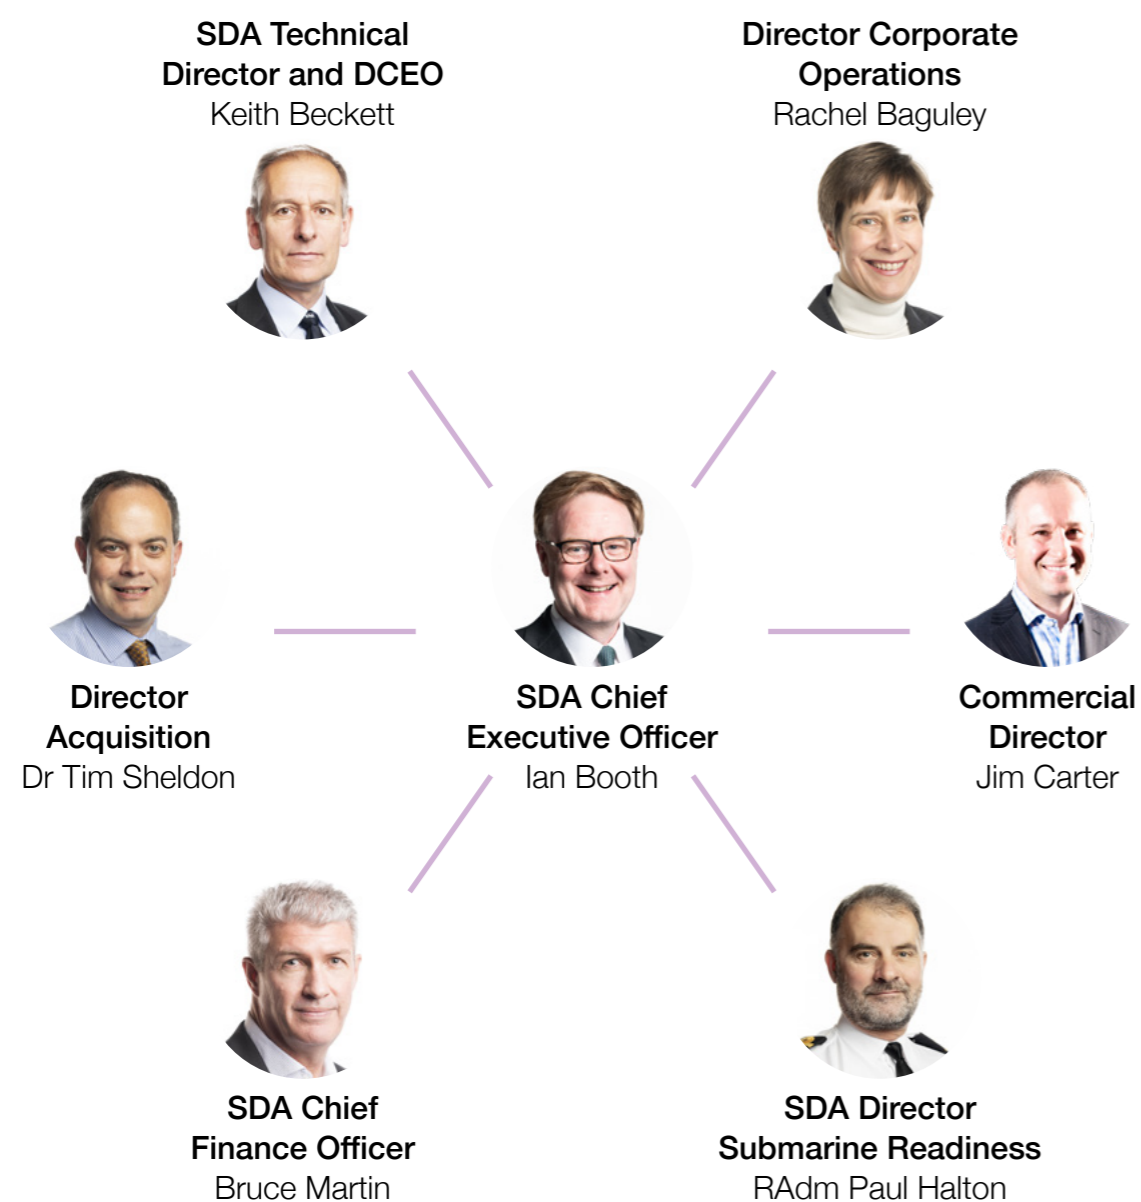 SDA Technical
Director and DCEO
Keith Beckett
Director Corporate
Operations
Rachel Baguley
Director
Acquisition
Dr Tim Sheldon
SDA Chief
Executive Officer
Ian Booth
Commercial
Director
Jim Carter
SDA Chief
Finance Officer
Bruce Martin
SDA Director
Submarine Readiness
RAdm Paul Halton